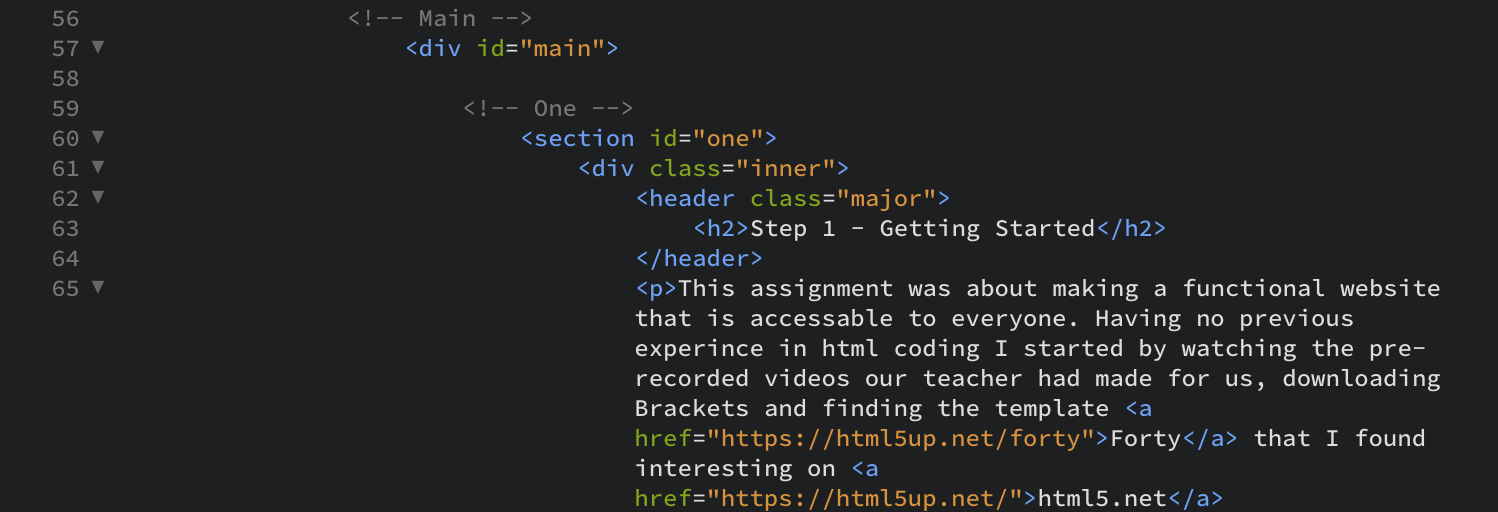 56 <!-- Main -->
57 ▼ <div id="main">
58
59 <!-- One -->
60 ▼ <section id="one">
61 ▼ <div class="inner">
62 ▼ <header class="major">
63 <h2>Step 1 - Getting Started</h2>
64 </header>
65 ▼ <p>This assignment was about making a functional website
that is accessable to everyone. Having no previous
experince in html coding I started by watching the pre-
recorded videos our teacher had made for us, downloading
Brackets and finding the template <a
href="https://html5up.net/forty">Forty</a> that I found
interesting on <a
href="https://html5up.net/">html5.net</a>